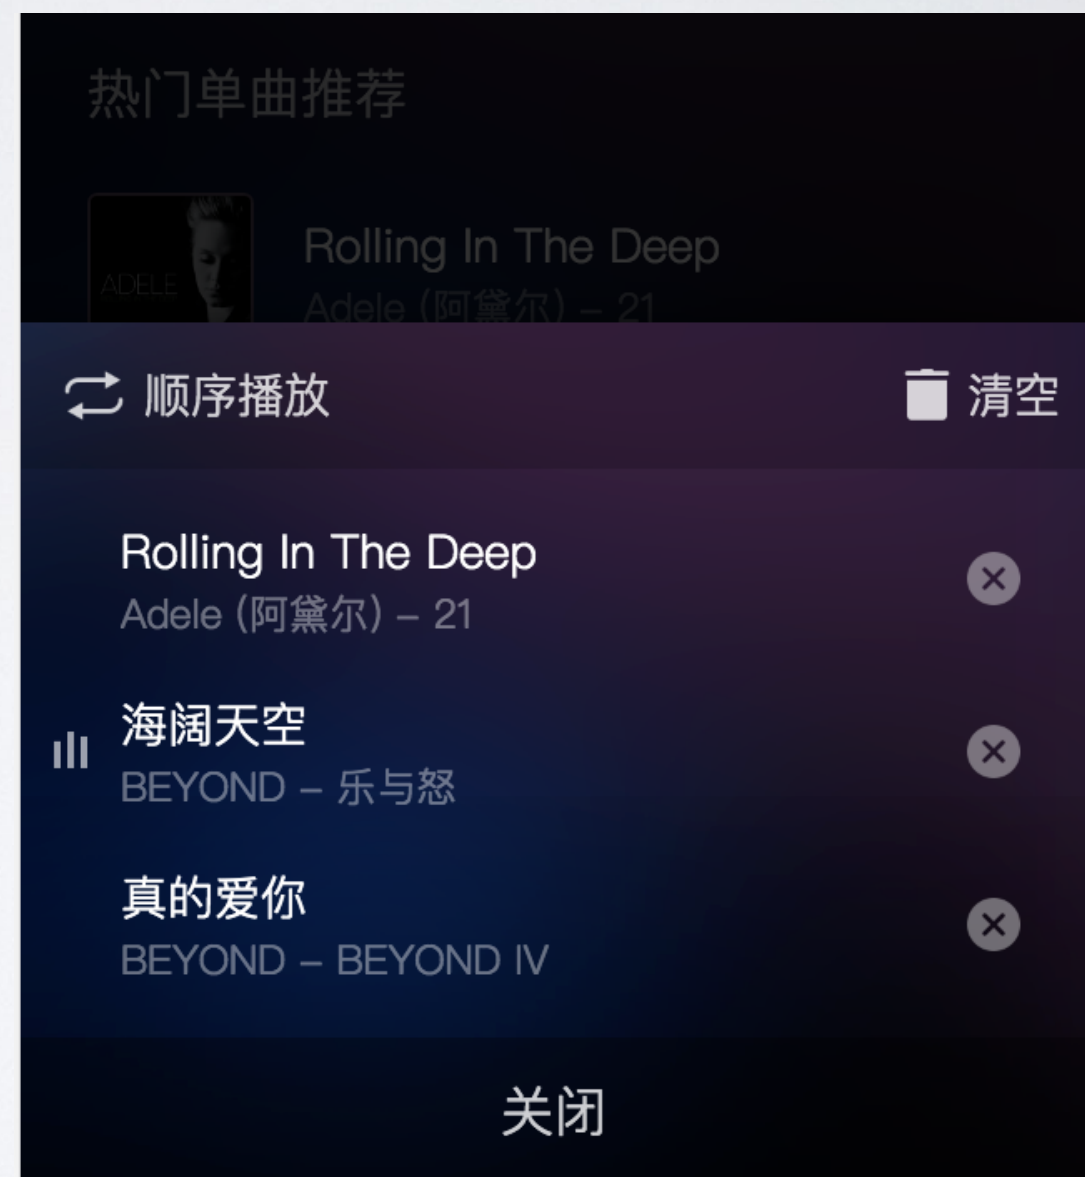 热门单曲推荐
ADELE
Rolling In The Deep
Adele (阿黛尔) – 21
顺序播放
清空
Rolling In The Deep
Adele (阿黛尔) – 21
海阔天空
BEYOND – 乐与怒
真的爱你
BEYOND – BEYOND IV
关闭